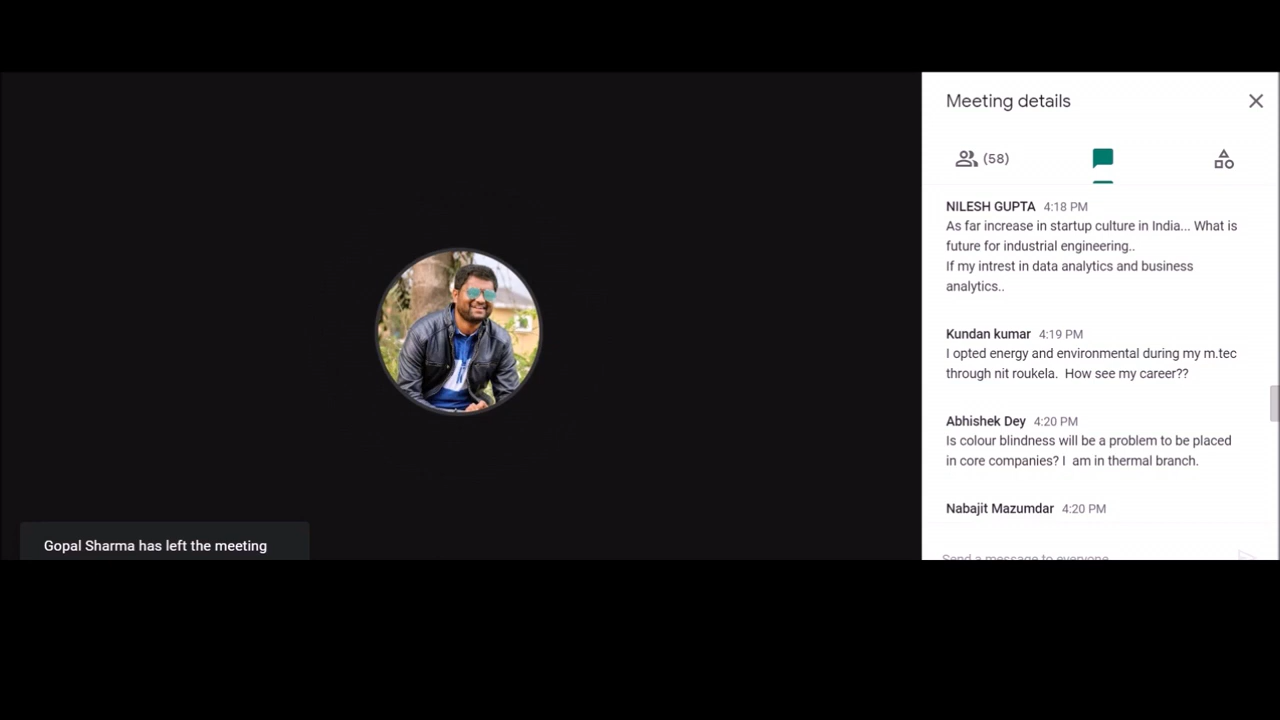 Meeting details
(58)
NILESH GUPTA 4:18 PM
As far increase in startup culture in India... What is
future for industrial engineering..
If my intrest in data analytics and business
analytics..
Kundan kumar 4:19 PM
I opted energy and environmental during my m.tec
through nit roukela. How see my career??
Abhishek Dey 4:20 PM
Is colour blindness will be a problem to be placed
in core companies? I am in thermal branch.
Nabajit Mazumdar 4:20 PM
Send a message to everyone
Gopal Sharma has left the meeting